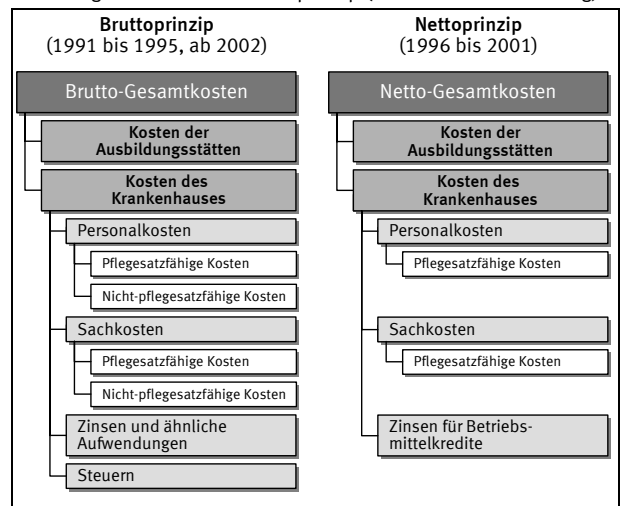 Bruttoprinzip
(1991 bis 1995, ab 2002)
Brutto-Gesamtkosten
Kosten der
Ausbildungsstätten
Kosten des
Krankenhauses
Personalkosten
Pflegesatzfähige Kosten
Nicht-pflegesatzfähige Kosten
Sachkosten
Pflegesatzfähige Kosten
Nicht-pflegesatzfähige Kosten
Zinsen und ähnliche
Aufwendungen
Steuern
Nettoprinzip
(1996 bis 2001)
Netto-Gesamtkosten
Kosten der
Ausbildungsstätten
Kosten des
Krankenhauses
Personalkosten
Pflegesatzfähige Kosten
Sachkosten
Pflegesatzfähige Kosten
Zinsen für Betriebs-
mittelkredite